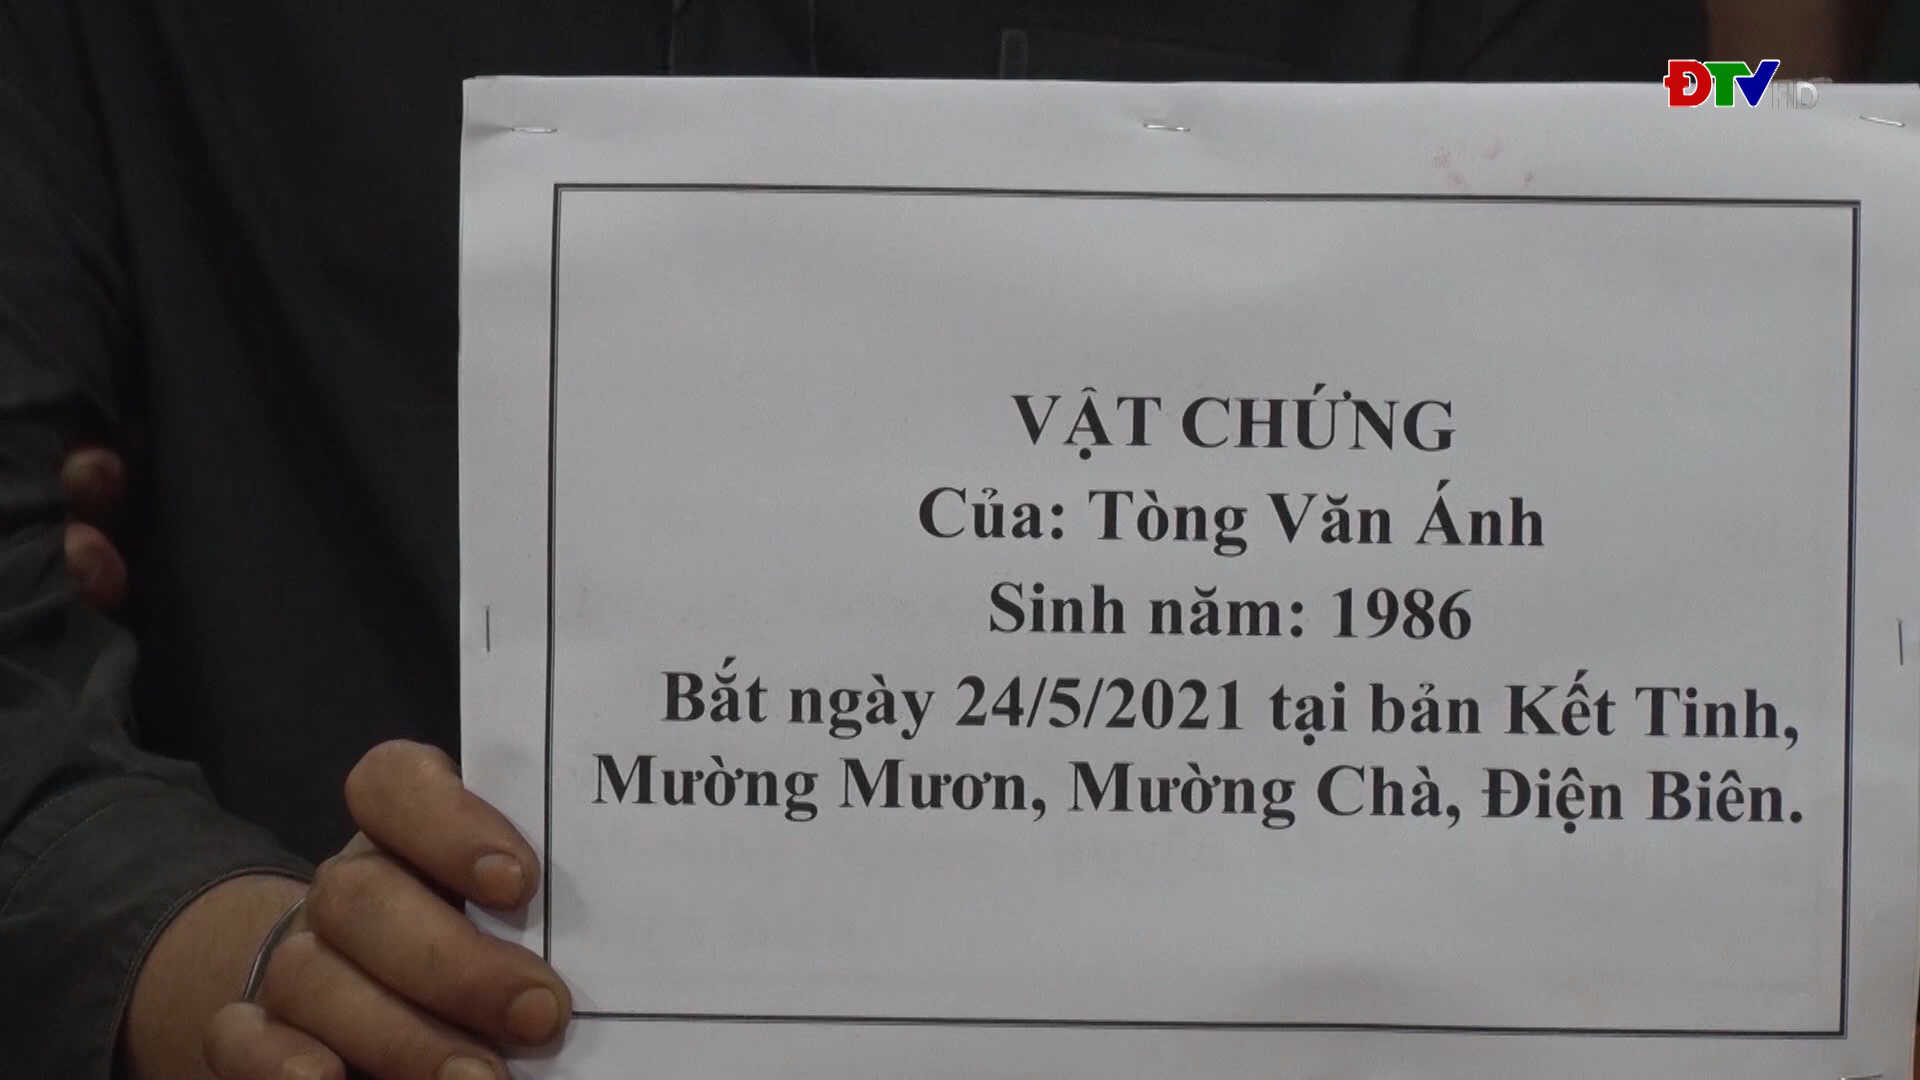 ĐTV HD
VẬT CHỨNG
Của: Tòng Văn Ánh
Sinh năm: 1986
Bắt ngày 24/5/2021 tại bản Kết Tinh,
Mường Mươn, Mường Chà, Điện Biên.